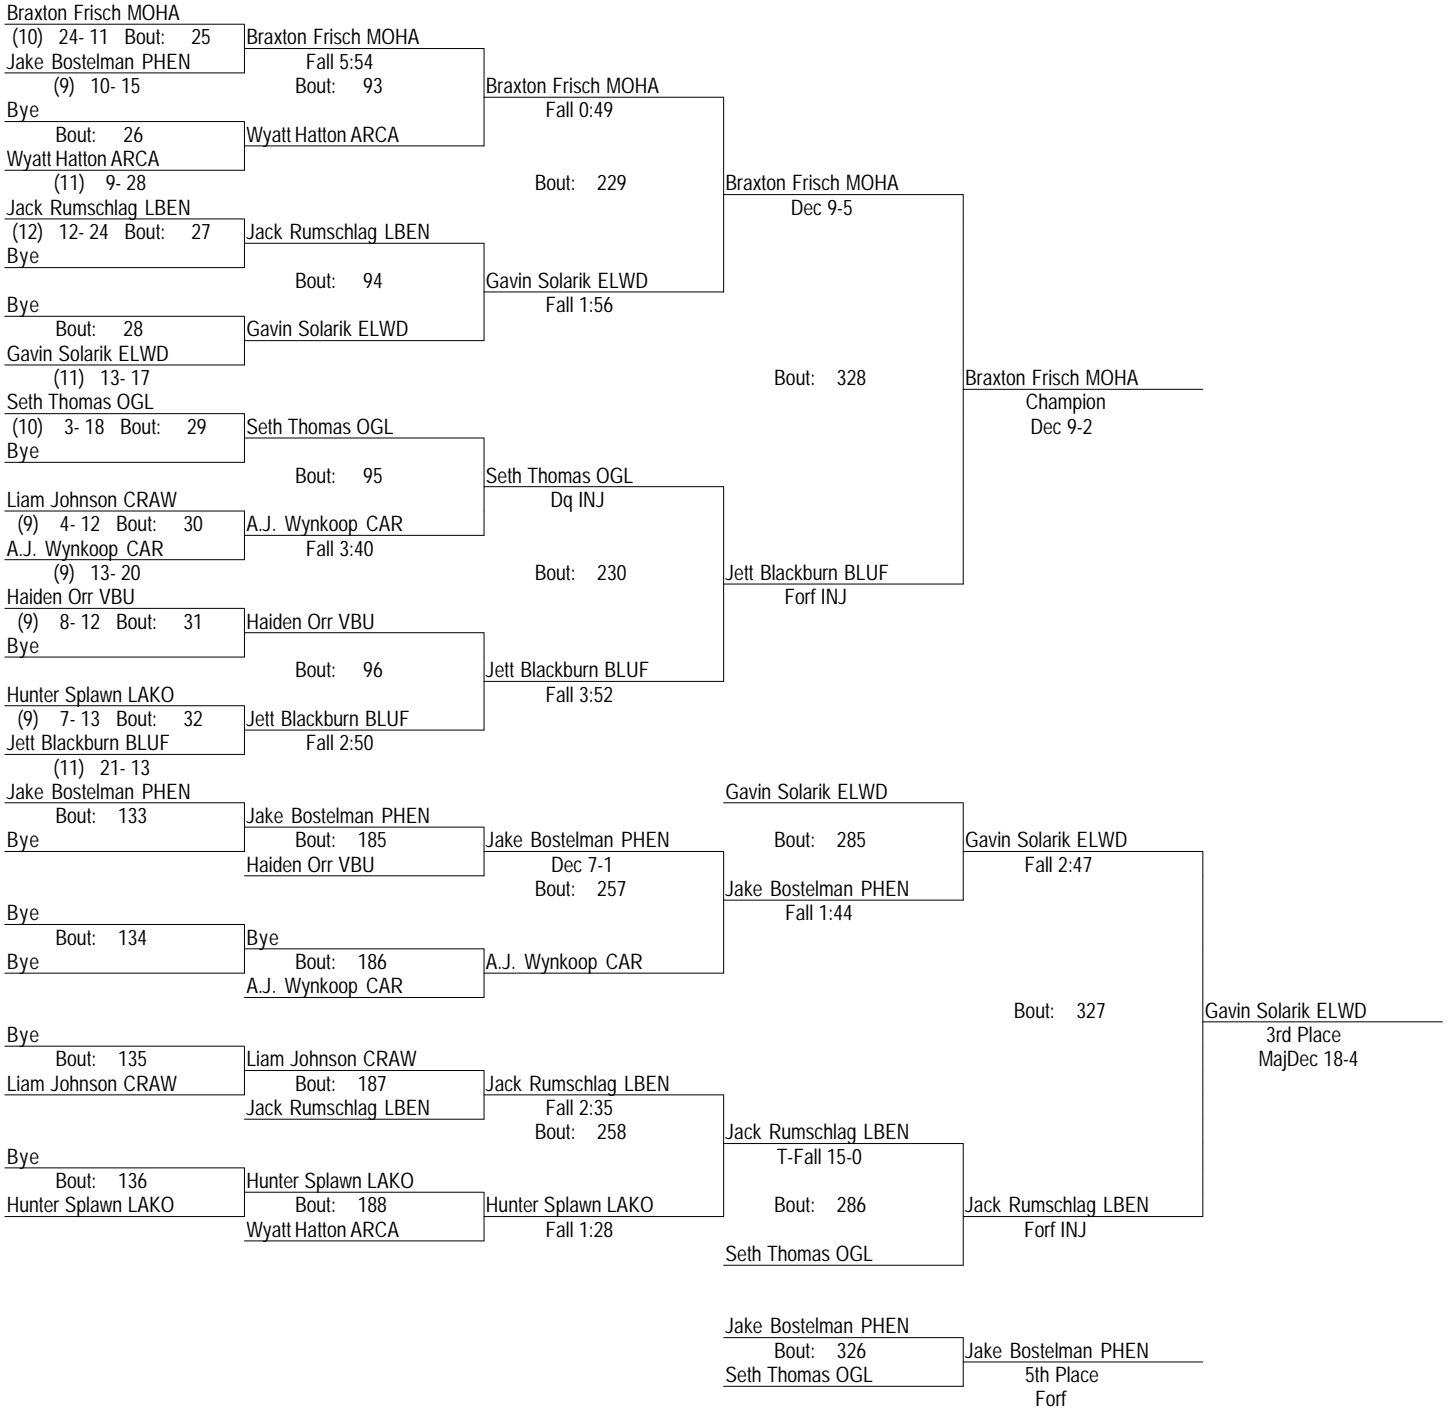 Braxton Frisch MOHA
(10) 24- 11 Bout: 25 Braxton Frisch MOHA
Jake Bostelman PHEN Fall 5:54
(9) 10- 15 Bout: 93 Braxton Frisch MOHA
Bye Fall 0:49
Bout: 26 Wyatt Hatton ARCA
Wyatt Hatton ARCA
(11) 9- 28 Bout: 229 Braxton Frisch MOHA
Jack Rumschlag LBEN Dec 9-5
(12) 12- 24 Bout: 27 Jack Rumschlag LBEN
Bye
Bout: 94 Gavin Solarik ELWD
Bye Fall 1:56
Bout: 28 Gavin Solarik ELWD
Gavin Solarik ELWD
(11) 13- 17 Bout: 328 Braxton Frisch MOHA
Seth Thomas OGL Champion
(10) 3- 18 Bout: 29 Seth Thomas OGL Dec 9-2
Bye
Bout: 95 Seth Thomas OGL
Liam Johnson CRAW Dq INJ
(9) 4- 12 Bout: 30 A.J. Wynkoop CAR
A.J. Wynkoop CAR Fall 3:40
(9) 13- 20 Bout: 230 Jett Blackburn BLUF
Haiden Orr VBU Forf INJ
(9) 8- 12 Bout: 31 Haiden Orr VBU
Bye
Bout: 96 Jett Blackburn BLUF
Hunter Splawn LAKO Fall 3:52
(9) 7- 13 Bout: 32 Jett Blackburn BLUF
Jett Blackburn BLUF Fall 2:50
(11) 21- 13
Jake Bostelman PHEN Gavin Solarik ELWD
Bout: 133 Jake Bostelman PHEN
Bye Bout: 185 Jake Bostelman PHEN Bout: 285 Gavin Solarik ELWD
Haiden Orr VBU Dec 7-1 Fall 2:47
Bout: 257 Jake Bostelman PHEN
Bye Fall 1:44
Bout: 134 Bye
Bye Bout: 186 A.J. Wynkoop CAR
A.J. Wynkoop CAR
Bout: 327 Gavin Solarik ELWD
Bye 3rd Place
Bout: 135 Liam Johnson CRAW MajDec 18-4
Liam Johnson CRAW Bout: 187 Jack Rumschlag LBEN
Jack Rumschlag LBEN Fall 2:35
Bout: 258 Jack Rumschlag LBEN
Bye T-Fall 15-0
Bout: 136 Hunter Splawn LAKO
Hunter Splawn LAKO Bout: 188 Hunter Splawn LAKO Bout: 286 Jack Rumschlag LBEN
Wyatt Hatton ARCA Fall 1:28 Forf INJ
Seth Thomas OGL
Jake Bostelman PHEN
Bout: 326 Jake Bostelman PHEN
Seth Thomas OGL 5th Place
Forf